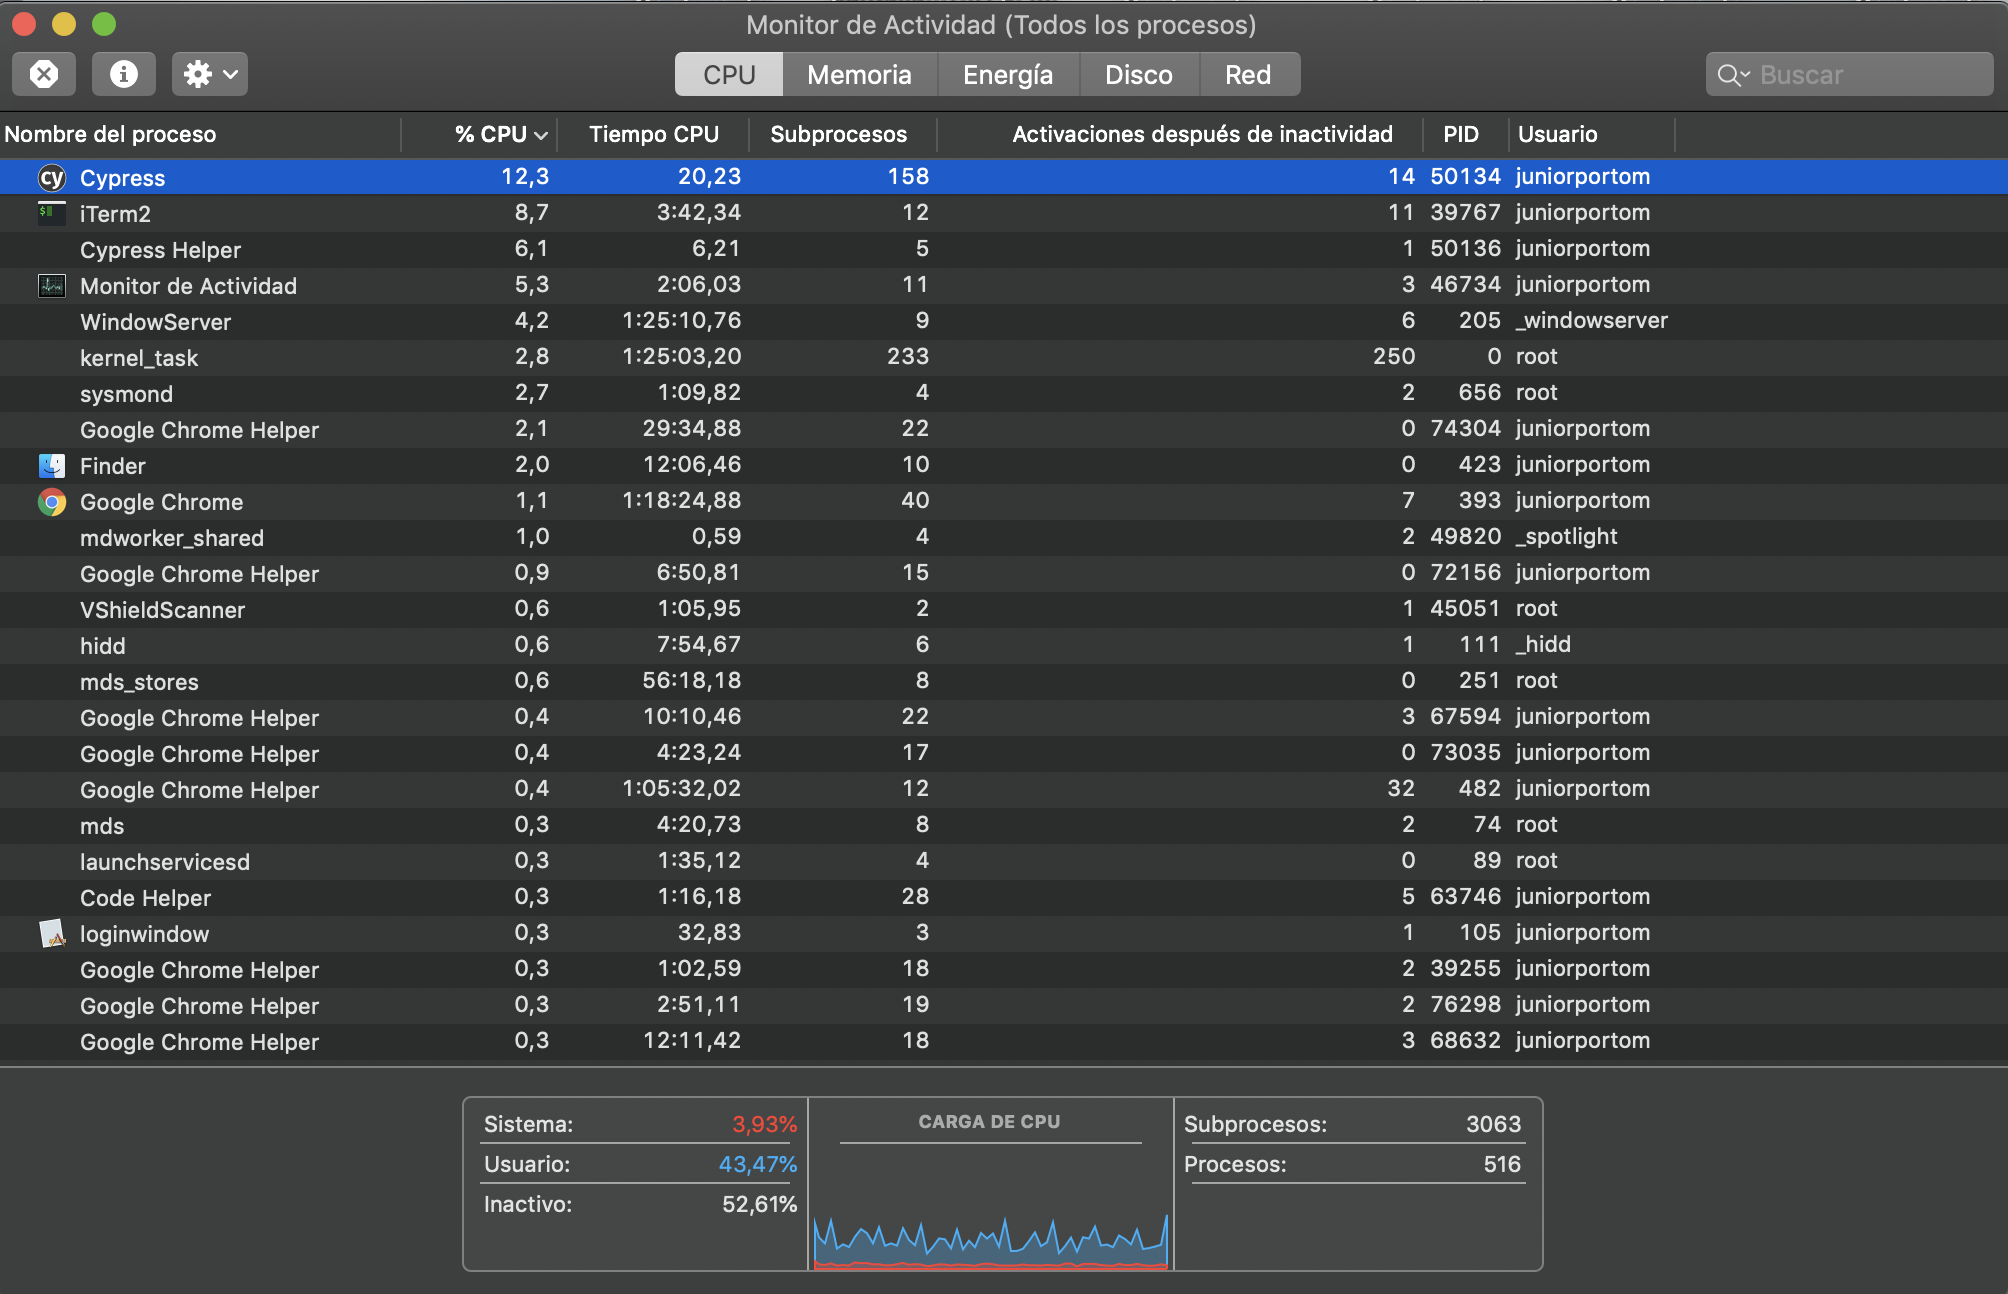 Monitor de Actividad (Todos los procesos)
CPU Memoria Energía Disco Red Buscar
Nombre del proceso % CPU Tiempo CPU Subprocesos Activaciones después de inactividad PID Usuario
cy Cypress 12,3 20,23 158 14 50134 juniorportom
$ iTerm2 8,7 3:42,34 12 11 39767 juniorportom
Cypress Helper 6,1 6,21 5 1 50136 juniorportom
Monitor de Actividad 5,3 2:06,03 11 3 46734 juniorportom
WindowServer 4,2 1:25:10,76 9 6 205 _windowserver
kernel_task 2,8 1:25:03,20 233 250 0 root
sysmond 2,7 1:09,82 4 2 656 root
Google Chrome Helper 2,1 29:34,88 22 0 74304 juniorportom
Finder 2,0 12:06,46 10 0 423 juniorportom
Google Chrome 1,1 1:18:24,88 40 7 393 juniorportom
mdworker_shared 1,0 0,59 4 2 49820 _spotlight
Google Chrome Helper 0,9 6:50,81 15 0 72156 juniorportom
VShieldScanner 0,6 1:05,95 2 1 45051 root
hidd 0,6 7:54,67 6 1 111 _hidd
mds_stores 0,6 56:18,18 8 0 251 root
Google Chrome Helper 0,4 10:10,46 22 3 67594 juniorportom
Google Chrome Helper 0,4 4:23,24 17 0 73035 juniorportom
Google Chrome Helper 0,4 1:05:32,02 12 32 482 juniorportom
mds 0,3 4:20,73 8 2 74 root
launchservicesd 0,3 1:35,12 4 0 89 root
Code Helper 0,3 1:16,18 28 5 63746 juniorportom
loginwindow 0,3 32,83 3 1 105 juniorportom
Google Chrome Helper 0,3 1:02,59 18 2 39255 juniorportom
Google Chrome Helper 0,3 2:51,11 19 2 76298 juniorportom
Google Chrome Helper 0,3 12:11,42 18 3 68632 juniorportom
Sistema: 3,93%
Usuario: 43,47%
Inactivo: 52,61%
CARGA DE CPU
Subprocesos: 3063
Procesos: 516